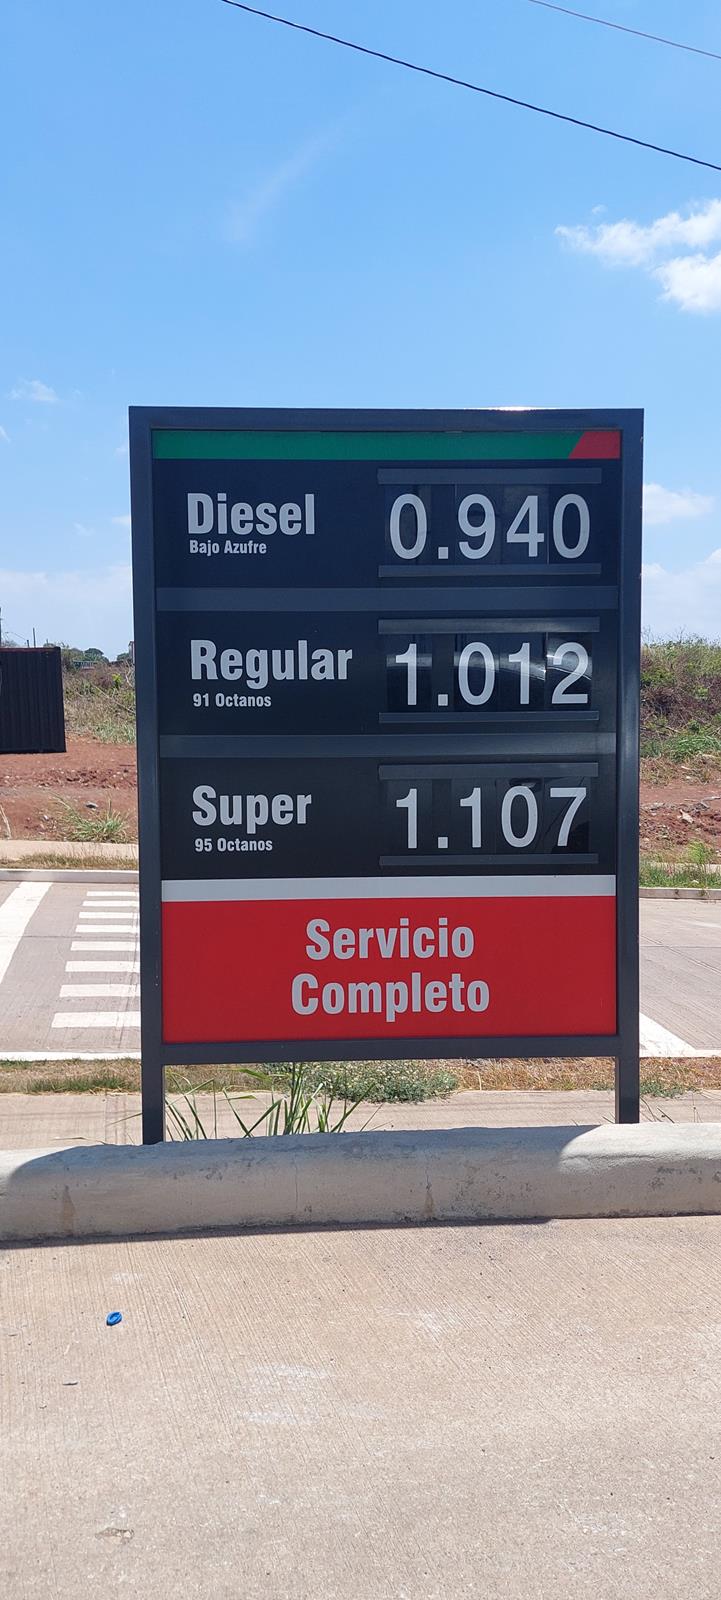 Diesel 0.940
Bajo Azufre
Regular 1.012
91 Octanos
Super 1.107
95 Octanos
Servicio
Completo